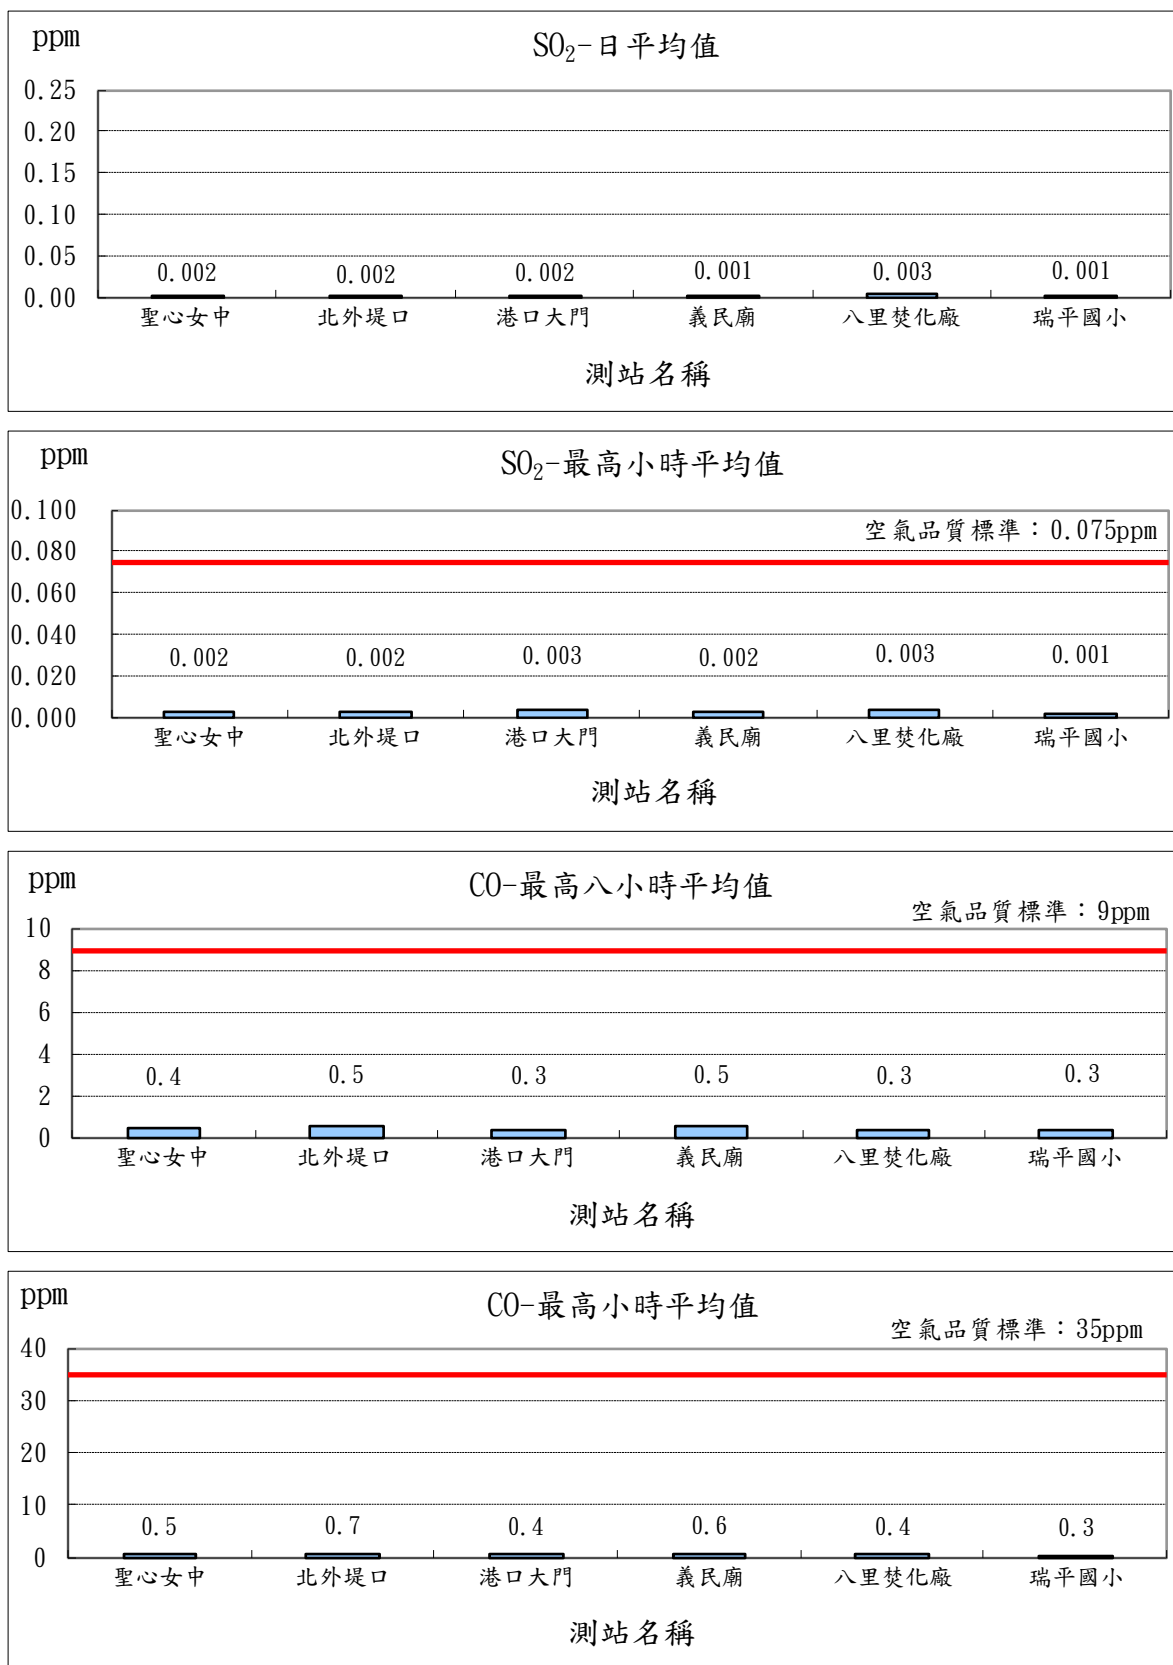 ppm
SO₂-日平均值
0.25
0.20
0.15
0.10
0.05
0.00
0.002 0.002 0.002 0.001 0.003 0.001
聖心女中 北外堤口 港口大門 義民廟 八里焚化廠 瑞平國小
測站名稱
ppm
SO₂-最高小時平均值
空氣品質標準：0.075ppm
0.100
0.080
0.060
0.040
0.020
0.000
0.002 0.002 0.003 0.002 0.003 0.001
聖心女中 北外堤口 港口大門 義民廟 八里焚化廠 瑞平國小
測站名稱
ppm
CO-最高八小時平均值
空氣品質標準：9ppm
10
8
6
4
2
0
0.4 0.5 0.3 0.5 0.3 0.3
聖心女中 北外堤口 港口大門 義民廟 八里焚化廠 瑞平國小
測站名稱
ppm
CO-最高小時平均值
空氣品質標準：35ppm
40
30
20
10
0
0.5 0.7 0.4 0.6 0.4 0.3
聖心女中 北外堤口 港口大門 義民廟 八里焚化廠 瑞平國小
測站名稱